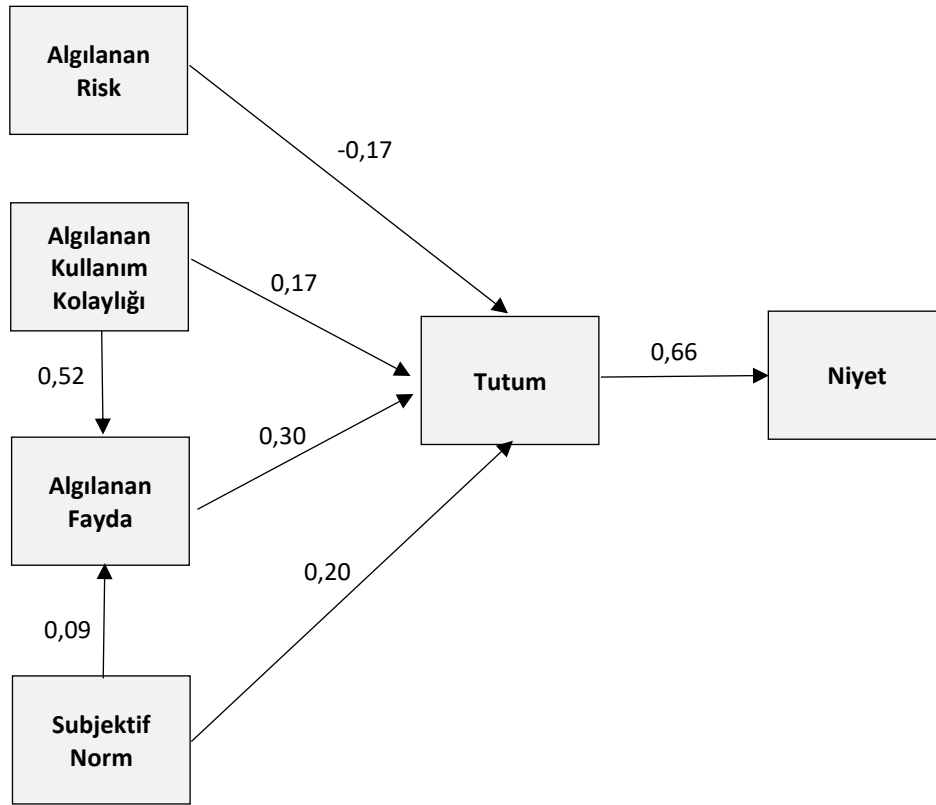 Algılanan
Risk
-0,17
Algılanan
Kullanım
Kolaylığı
0,17
0,52
Tutum
0,66
Niyet
Algılanan
Fayda
0,30
0,20
0,09
Subjektif
Norm